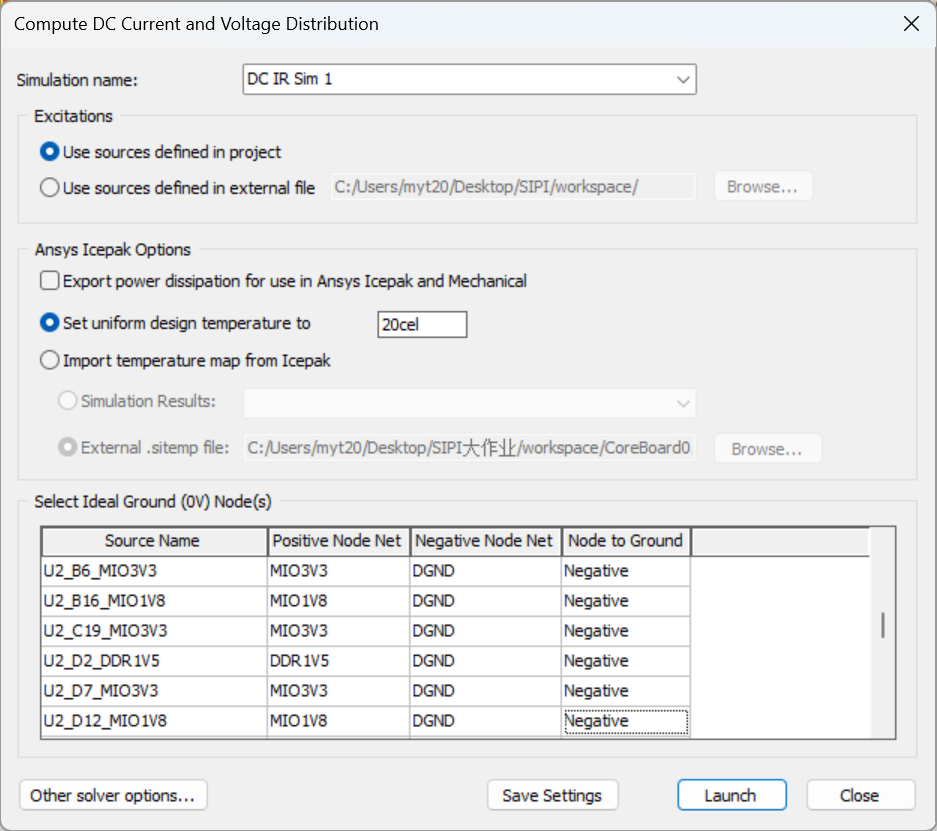 Compute DC Current and Voltage Distribution
Simulation name: DC IR Sim 1
Excitations
Use sources defined in project
Use sources defined in external file C:/Users/myt20/Desktop/SIPI/workspace/ Browse...
Ansys Icepak Options
Export power dissipation for use in Ansys Icepak and Mechanical
Set uniform design temperature to 20cel
Import temperature map from Icepak
Simulation Results:
External .sitemp file: C:/Users/myt20/Desktop/SIPI大作业/workspace/CoreBoard0. Browse...
Select Ideal Ground (0V) Node(s)
Source Name Positive Node Net Negative Node Net Node to Ground
U2_B6_MIO3V3 MIO3V3 DGND Negative
U2_B16_MIO1V8 MIO1V8 DGND Negative
U2_C19_MIO3V3 MIO3V3 DGND Negative
U2_D2_DDR1V5 DDR1V5 DGND Negative
U2_D7_MIO3V3 MIO3V3 DGND Negative
U2_D12_MIO1V8 MIO1V8 DGND Negative
Other solver options... Save Settings Launch Close